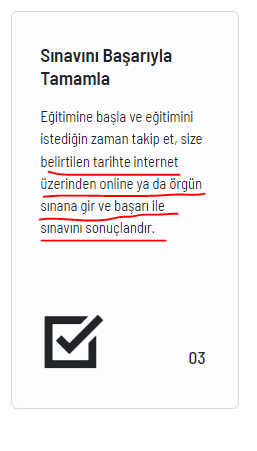 Sınavını Başarıyla
Tamamla
Eğitimine başla ve eğitimini
istediğin zaman takip et, size
belirtilen tarihte internet
üzerinden online ya da örgün
sınana gir ve başarı ile
sınavını sonuçlandır.
03